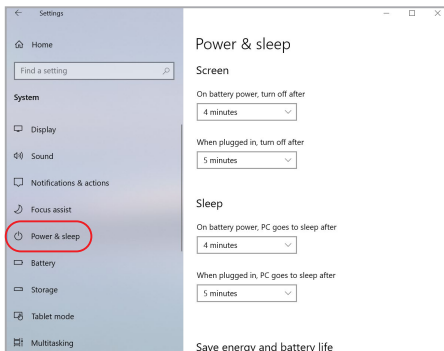 Settings
Home
Find a setting
System
Display
Sound
Notifications & actions
Focus assist
Power & sleep
Battery
Storage
Tablet mode
Multitasking
Power & sleep
Screen
On battery power, turn off after
4 minutes
When plugged in, turn off after
5 minutes
Sleep
On battery power, PC goes to sleep after
4 minutes
When plugged in, PC goes to sleep after
5 minutes
Save energy and battery life